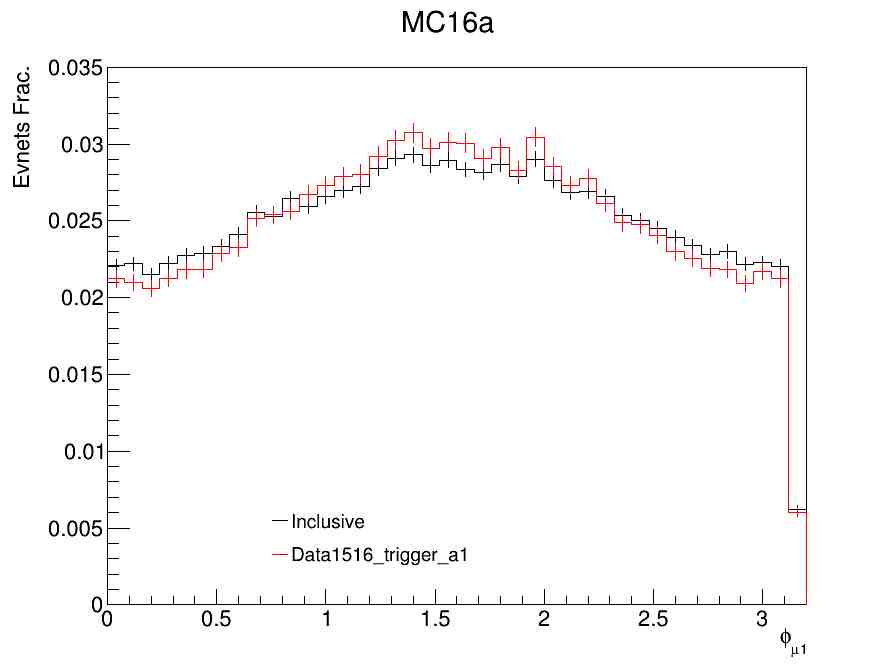 MC16a
Evnets Frac.
0.035
0.03
0.025
0.02
0.015
0.01
0.005
0
Inclusive
Data1516_trigger_a1
0 0.5 1 1.5 2 2.5 3
ϕμ1